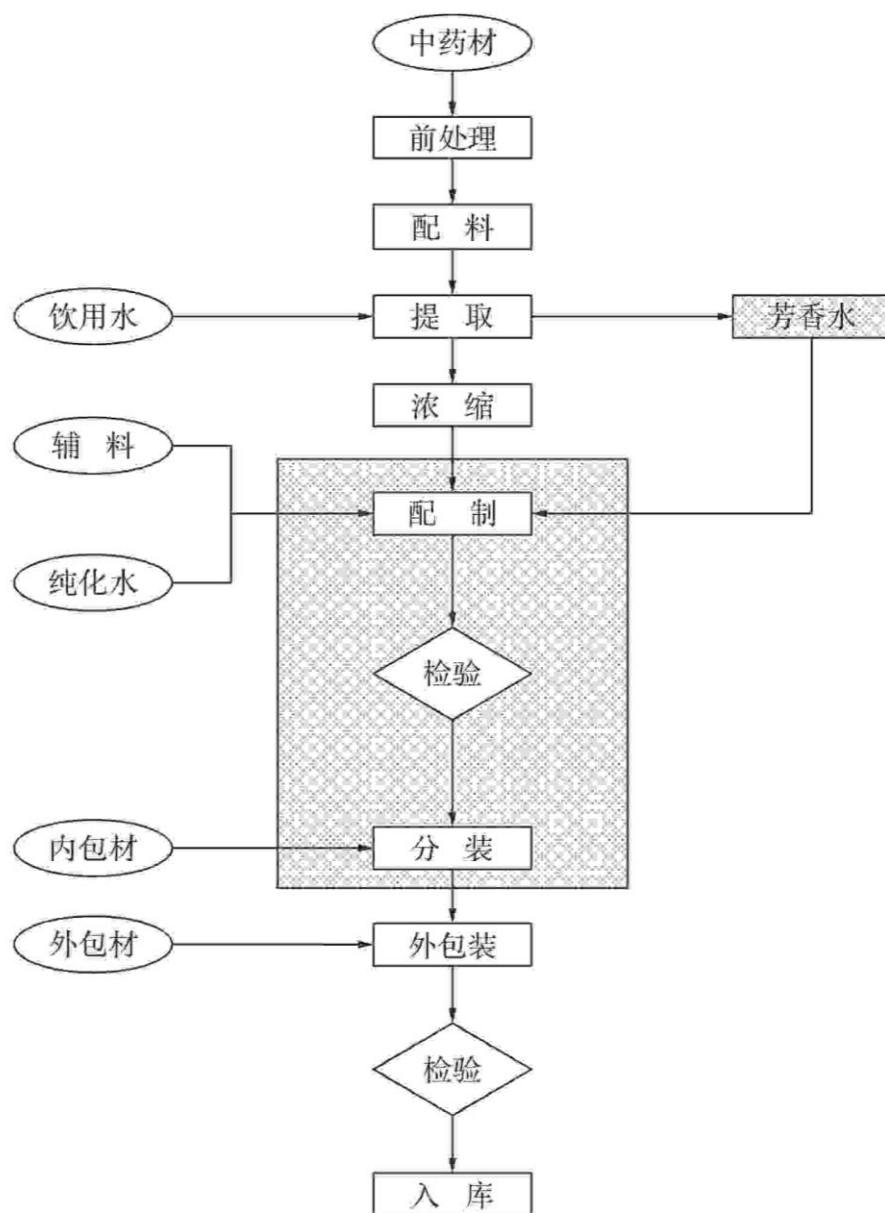 中药材
前处理
配料
饮用水
提取
芳香水
浓缩
辅料
配制
纯化水
检验
内包材
分装
外包材
外包装
检验
入库